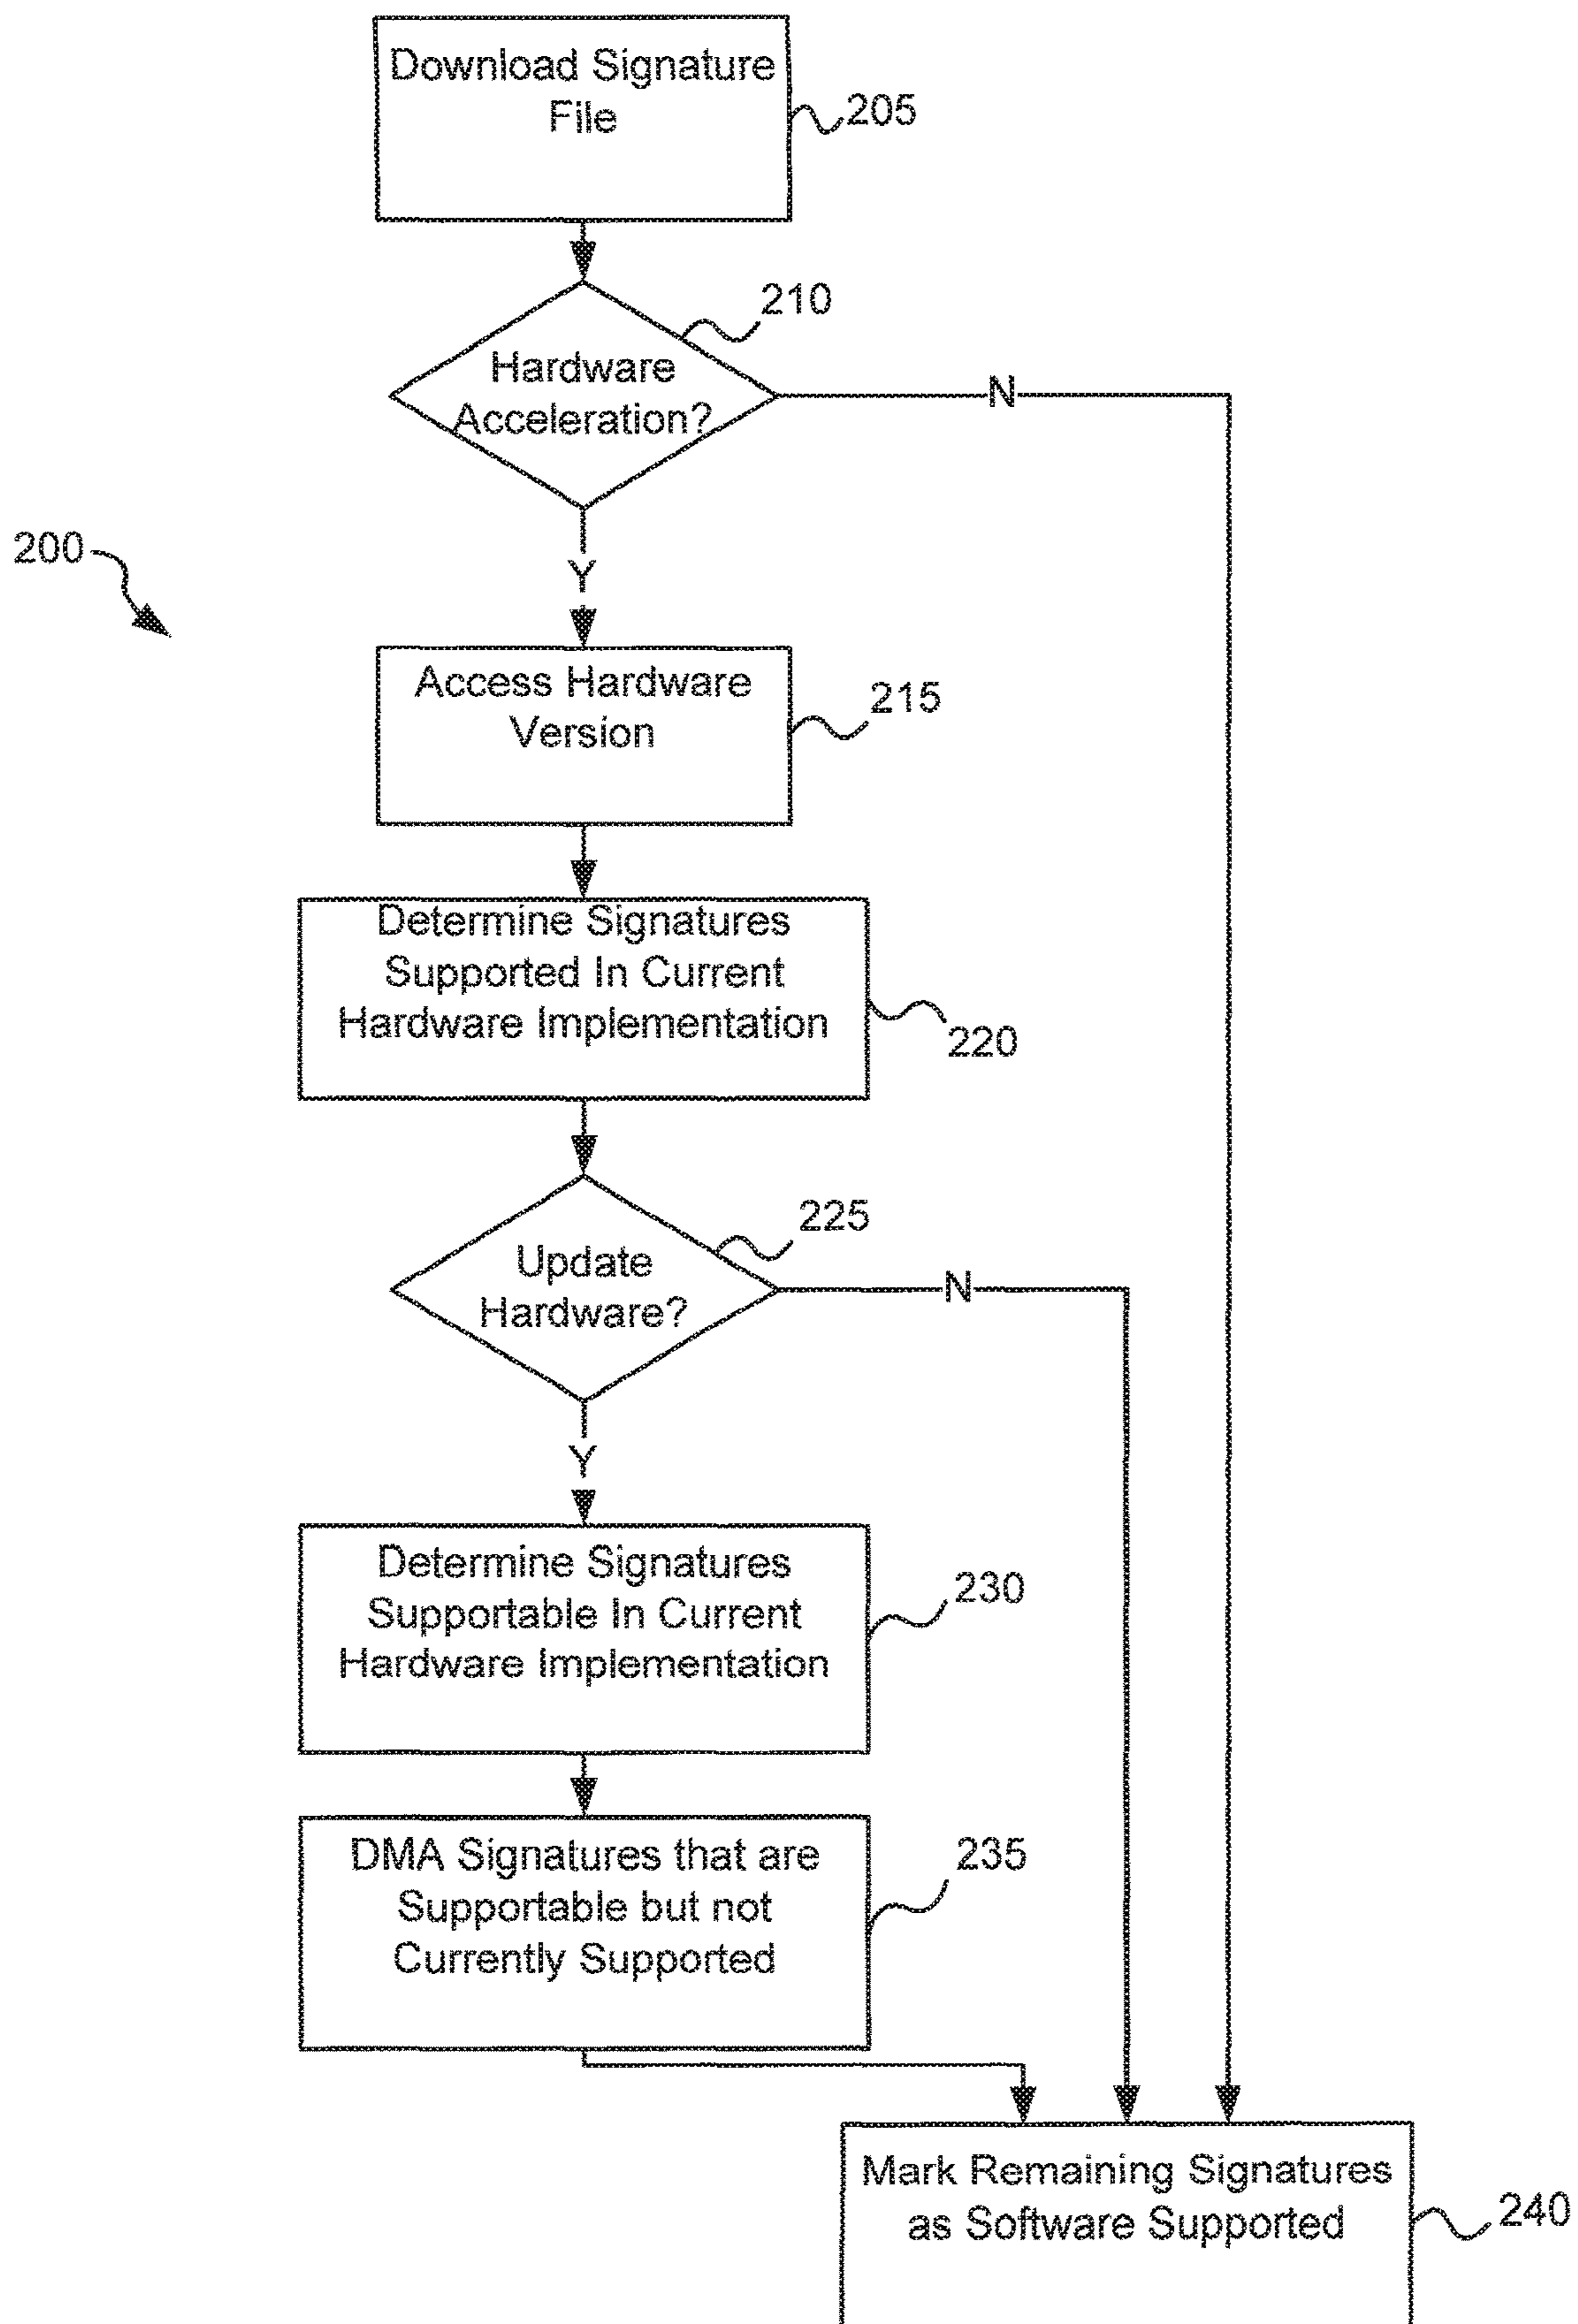 Download Signature
File
205
210
Hardware
Acceleration?
N
200
Y
Access Hardware
Version
215
Determine Signatures
Supported In Current
Hardware Implementation
220
225
Update
Hardware?
N
Y
Determine Signatures
Supportable In Current
Hardware Implementation
230
DMA Signatures that are
Supportable but not
Currently Supported
235
Mark Remaining Signatures
as Software Supported
240